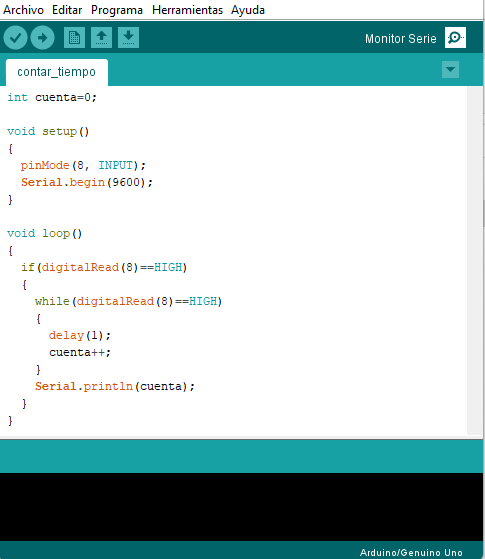 Archivo Editar Programa Herramientas Ayuda
Monitor Serie
contar_tiempo
int cuenta=0;
void setup()
{
  pinMode(8, INPUT);
  Serial.begin(9600);
}
void loop()
{
  if(digitalRead(8)==HIGH)
  {
    while(digitalRead(8)==HIGH)
    {
      delay(1);
      cuenta++;
    }
    Serial.println(cuenta);
  }
}
Arduino/Genuino Uno